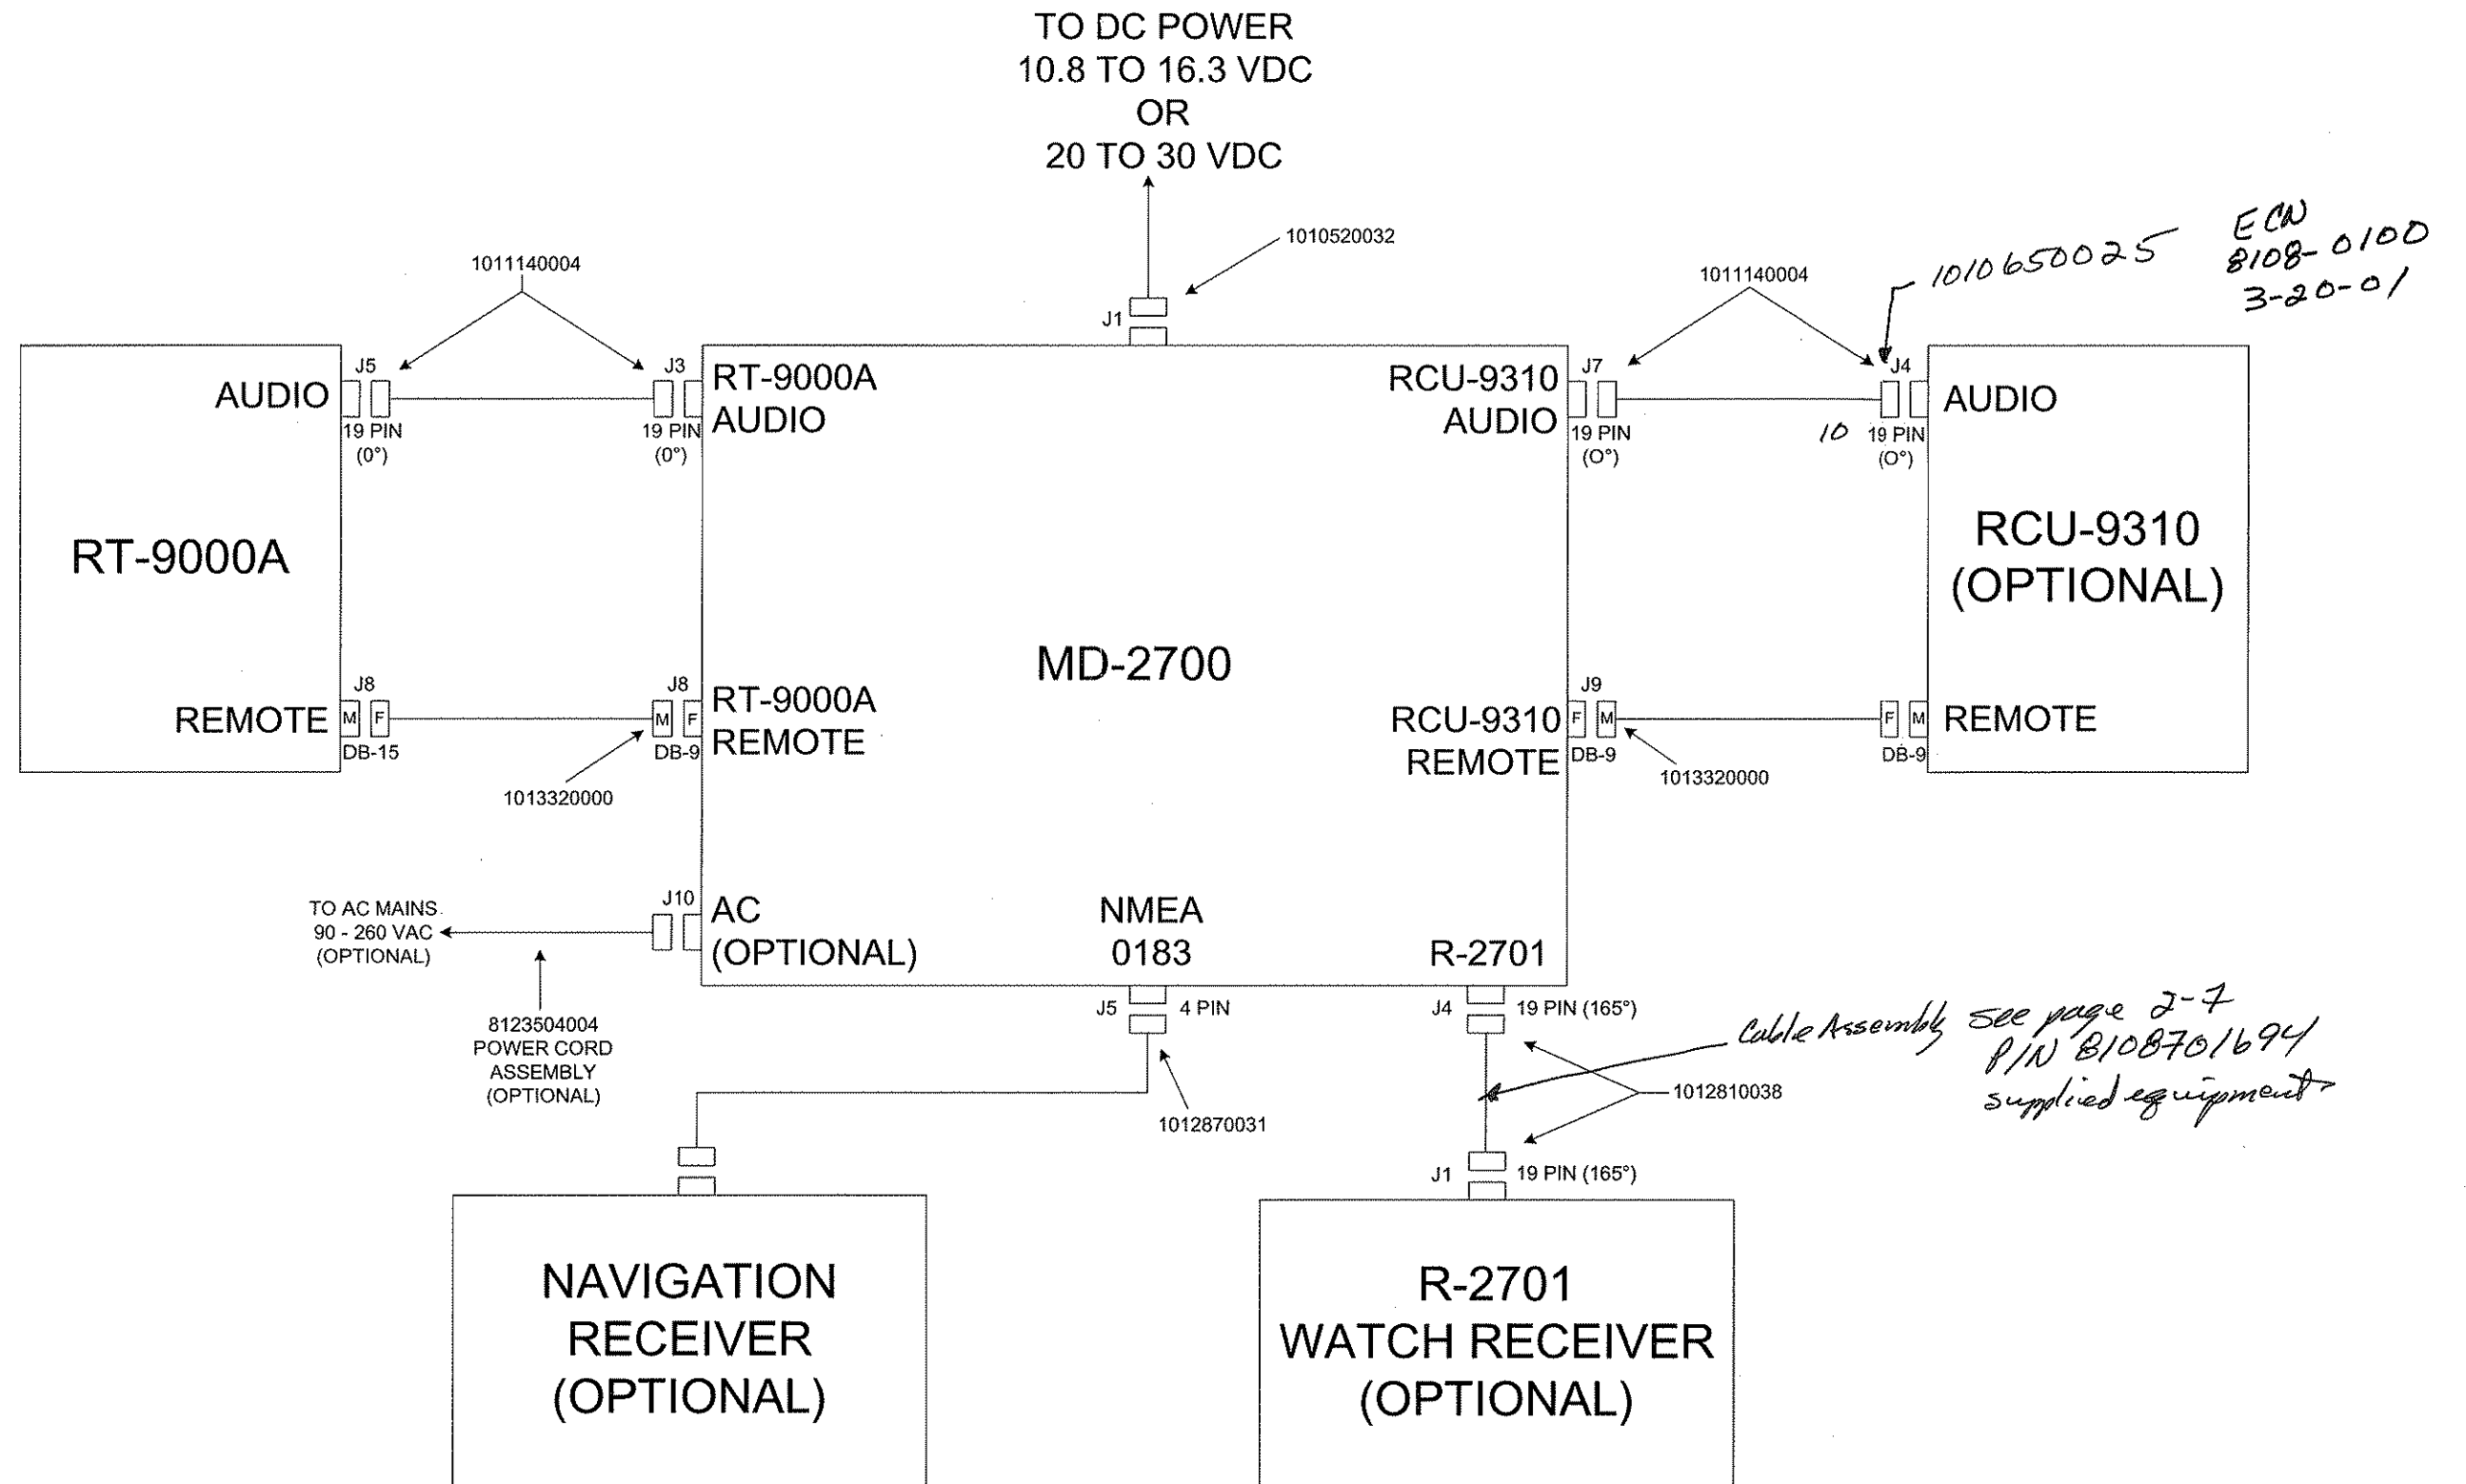 TO DC POWER
10.8 TO 16.3 VDC
OR
20 TO 30 VDC
1010520032
J1
1011140004
1011140004
1010650025
ECN
8108-0100
3-20-01
RT-9000A
AUDIO
J5
19 PIN
(0°)
J3
19 PIN
(0°)
RT-9000A
AUDIO
REMOTE
J8
M F
DB-15
J8
M F
DB-9
RT-9000A
REMOTE
1013320000
MD-2700
RCU-9310
AUDIO
J7
19 PIN
(O°)
J4
10 19 PIN
(O°)
AUDIO
RCU-9310
(OPTIONAL)
RCU-9310
REMOTE
J9
F M
DB-9
F M
DB-9
REMOTE
1013320000
TO AC MAINS
90 - 260 VAC
(OPTIONAL)
J10
AC
(OPTIONAL)
8123504004
POWER CORD
ASSEMBLY
(OPTIONAL)
NMEA
0183
J5 4 PIN
1012870031
R-2701
J4 19 PIN (165°)
Cable Assembly see page 2-7
P/N 8108701694
supplied equipment
1012810038
J1 19 PIN (165°)
NAVIGATION
RECEIVER
(OPTIONAL)
R-2701
WATCH RECEIVER
(OPTIONAL)